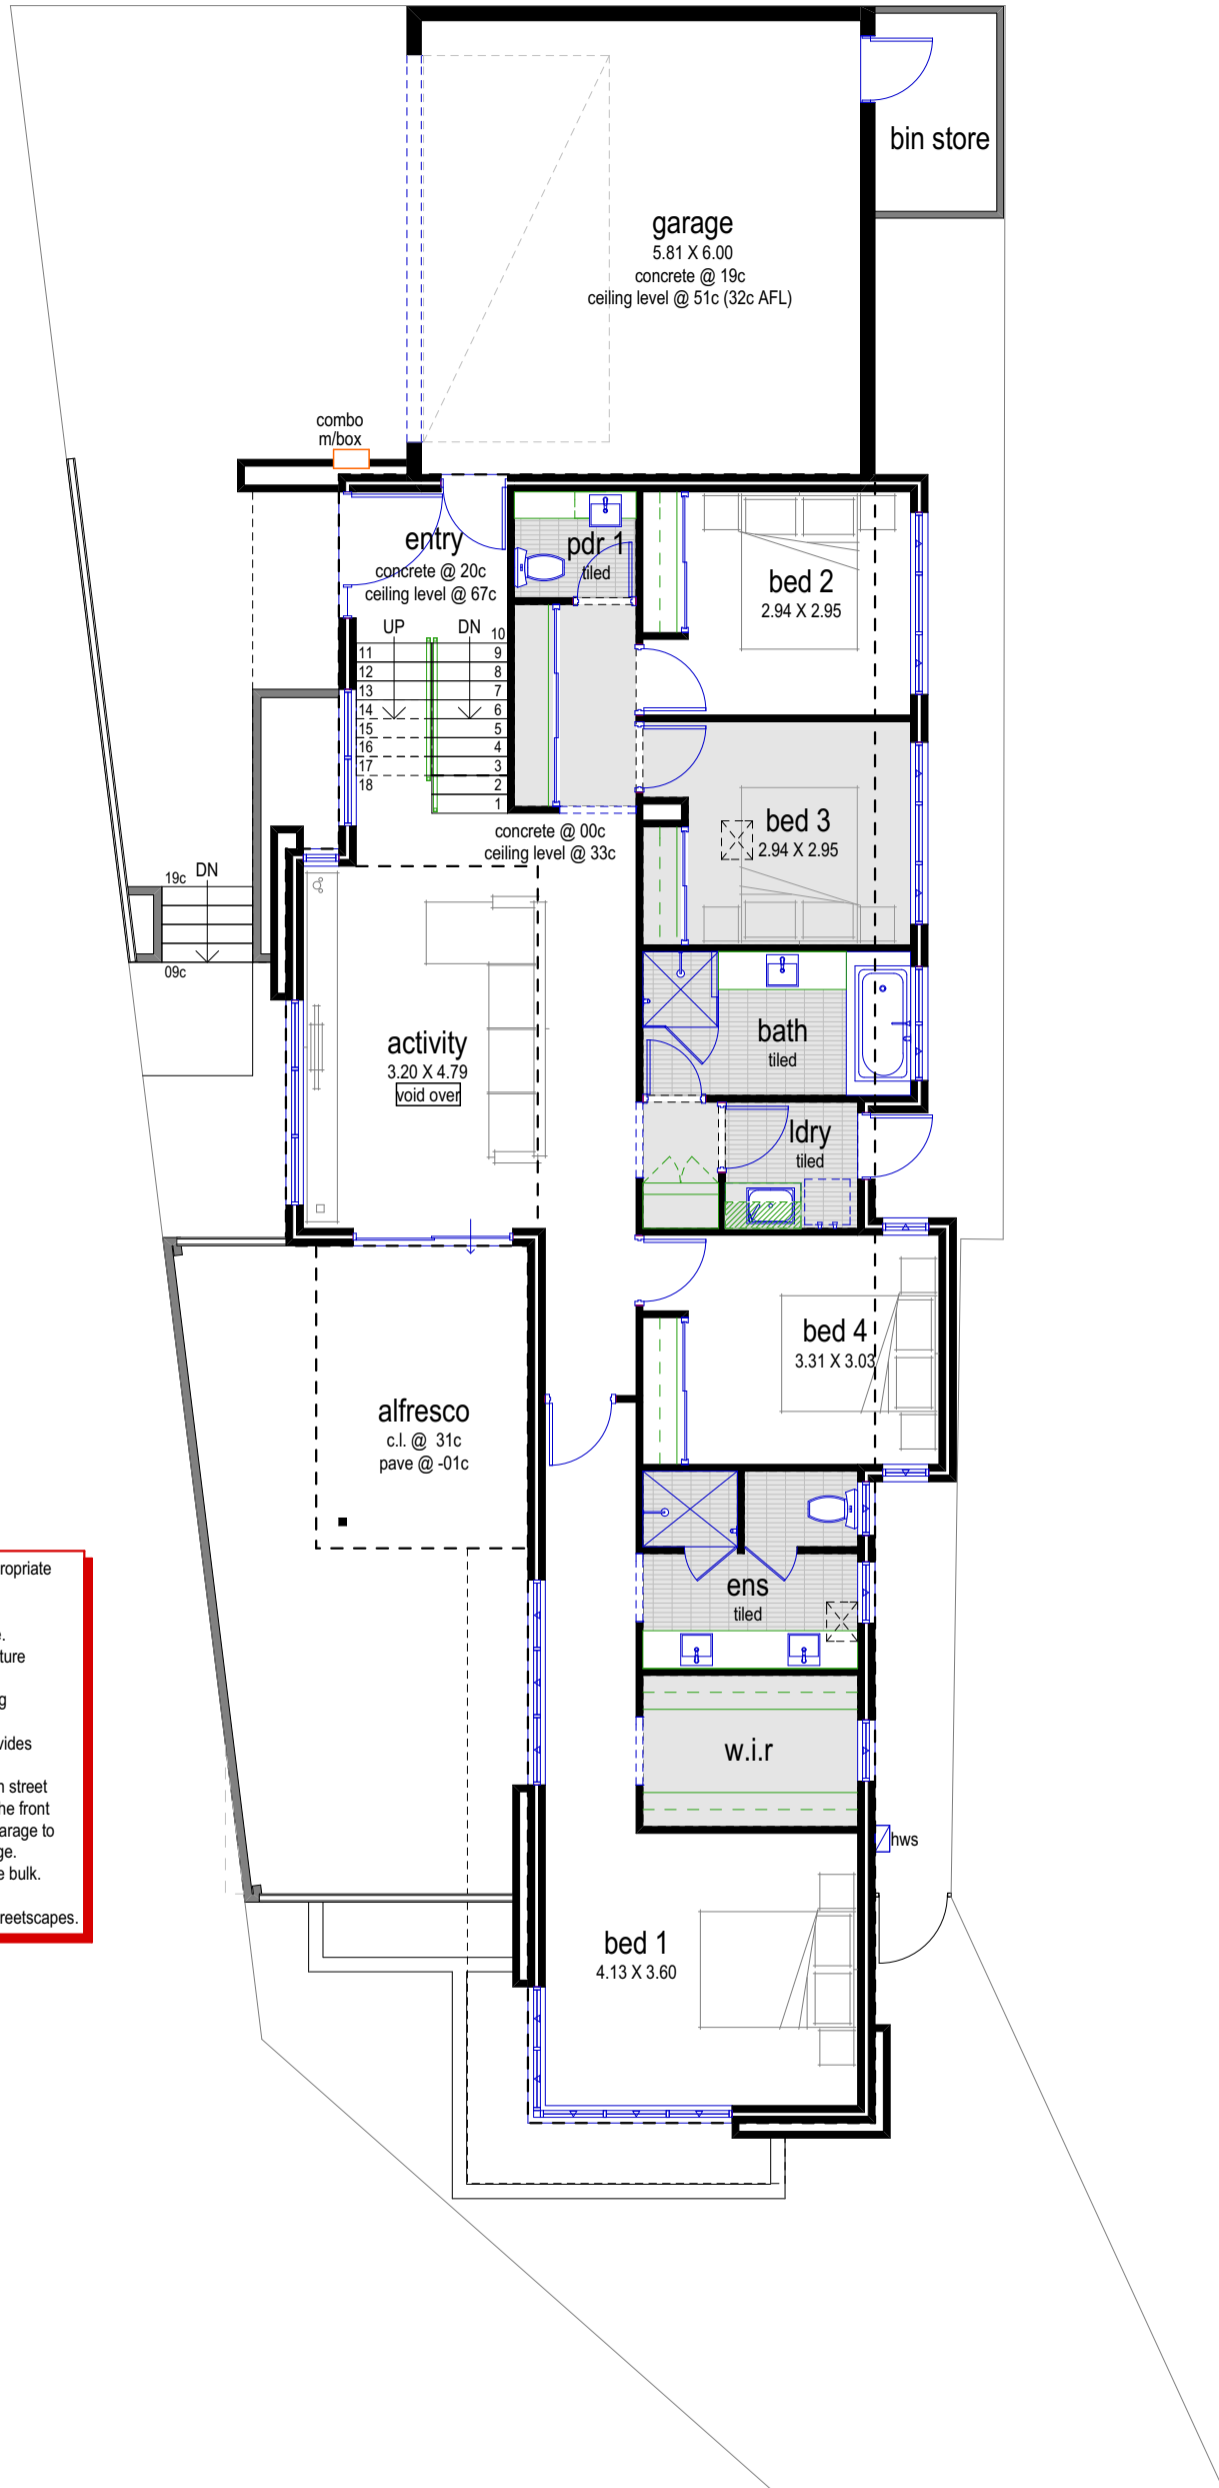 bin store
garage
5.81 X 6.00
concrete @ 19c
ceiling level @ 51c (32c AFL)
combo
m/box
entry
concrete @ 20c
ceiling level @ 67c
pdr 1
tiled
bed 2
2.94 X 2.95
UP
DN
10
11
9
12
8
13
7
14
6
15
5
16
4
17
3
18
2
1
concrete @ 00c
ceiling level @ 33c
bed 3
2.94 X 2.95
19c
DN
09c
activity
3.20 X 4.79
void over
bath
tiled
ldry
tiled
bed 4
3.31 X 3.03
alfresco
c.l. @ 31c
pave @ -01c
ens
tiled
w.i.r
hws
bed 1
4.13 X 3.60
ropriate
e.
ture
g
vides
n street
he front
arage to
ge.
e bulk.
reetscapes.